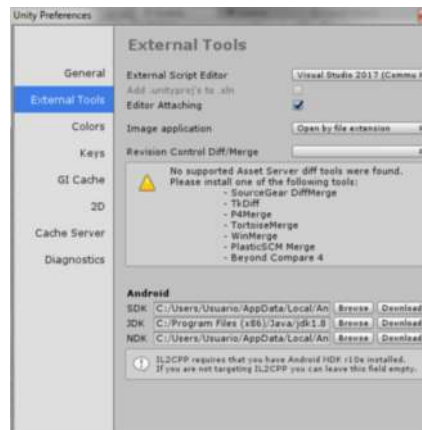 Unity Preferences
External Tools
General
External Tools
Colors
Keys
GI Cache
2D
Cache Server
Diagnostics
External Script Editor
Visual Studio 2017 (Commu
Add .unityproj's to .sln
Editor Attaching
Image application
Open by file extension
Revision Control Diff/Merge
No supported Asset Server diff tools were found.
Please install one of the following tools:
- SourceGear DiffMerge
- TkDiff
- P4Merge
- TortoiseMerge
- WinMerge
- PlasticSCM Merge
- Beyond Compare 4
Android
SDK C:/Users/Usuario/AppData/Local/An Browse Download
JDK C:/Program Files (x86)/Java/jdk1.8 Browse Download
NDK C:/Users/Usuario/AppData/Local/An Browse Download
IL2CPP requires that you have Android NDK r10e installed.
If you are not targeting IL2CPP you can leave this field empty.